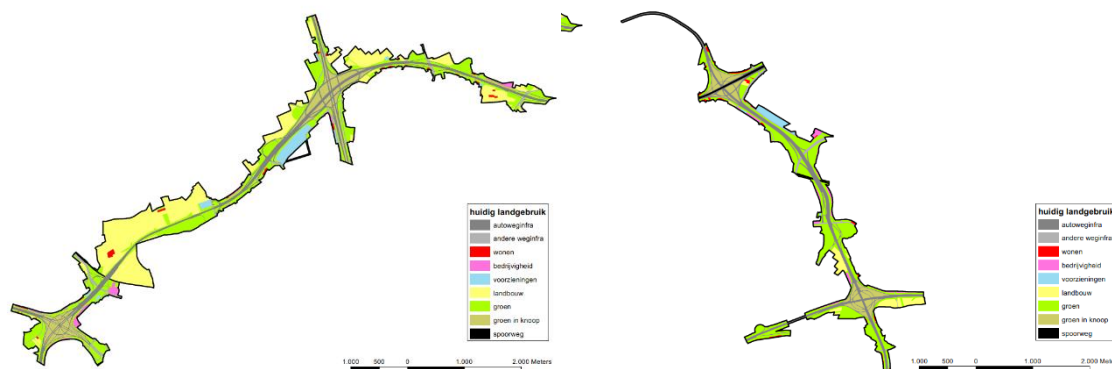 huidig landgebruik
autoweginfra
andere weginfra
wonen
bedrijvigheid
voorzieningen
landbouw
groen
groen in knoop
spoorweg
1.000 500 0 1.000 2.000 Meters
huidig landgebruik
autoweginfra
andere weginfra
wonen
bedrijvigheid
voorzieningen
landbouw
groen
groen in knoop
spoorweg
1.000 500 0 1.000 2.000 Meters